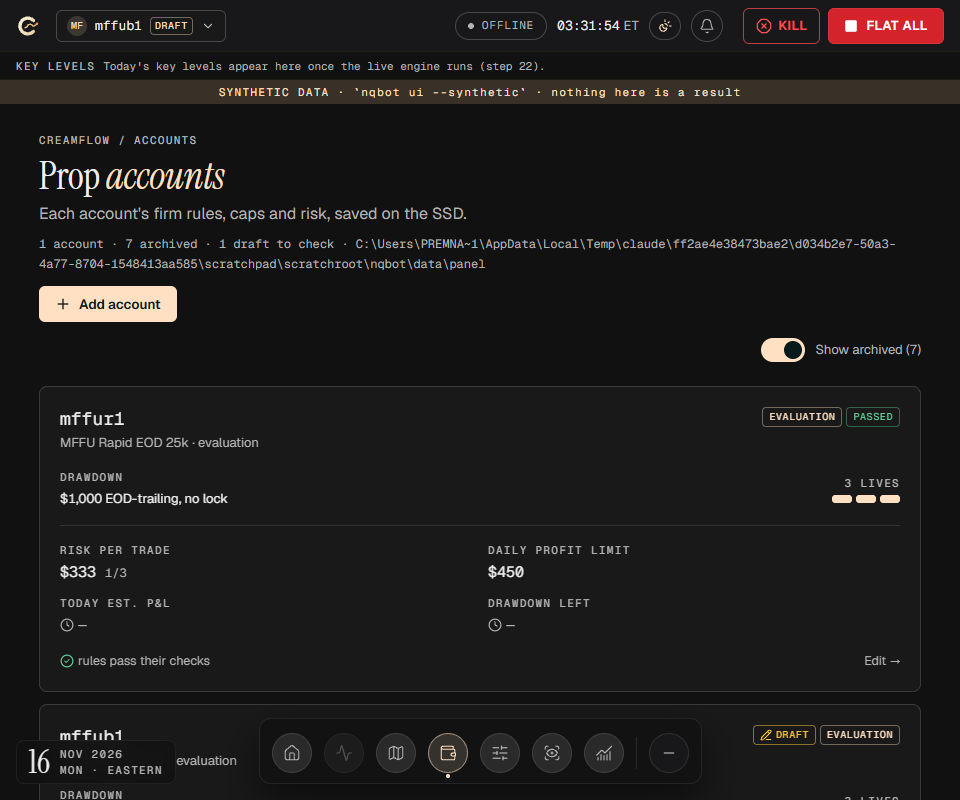 MF mffub1 DRAFT
OFFLINE
03:31:54 ET
KILL
FLAT ALL
KEY LEVELS Today's key levels appear here once the live engine runs (step 22).
SYNTHETIC DATA · `nqbot ui --synthetic` · nothing here is a result
CREAMFLOW / ACCOUNTS
Prop accounts
Each account's firm rules, caps and risk, saved on the SSD.
1 account · 7 archived · 1 draft to check · C:\Users\PREMNA~1\AppData\Local\Temp\claude\ff2ae4e38473bae2\d034b2e7-50a3-
4a77-8704-1548413aa585\scratchpad\scratchroot\nqbot\data\panel
+ Add account
Show archived (7)
mffur1
EVALUATION PASSED
MFFU Rapid EOD 25k · evaluation
DRAWDOWN
$1,000 EOD-trailing, no lock
3 LIVES
RISK PER TRADE
$333 1/3
DAILY PROFIT LIMIT
$450
TODAY EST. P&L
—
DRAWDOWN LEFT
—
rules pass their checks
Edit →
mffub1
DRAFT EVALUATION
evaluation
16 NOV 2026
MON · EASTERN
DRAWDOWN
3 LIVES